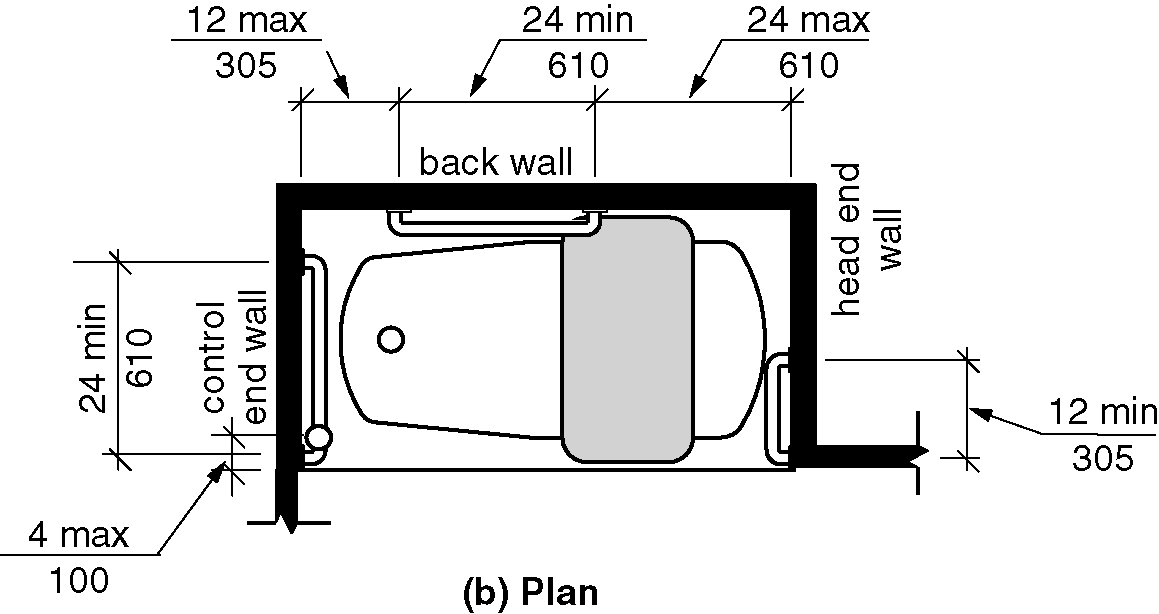 12 max
305
24 min
610
24 max
610
back wall
head end
wall
24 min
610
control
end wall
12 min
305
4 max
100
(b) Plan